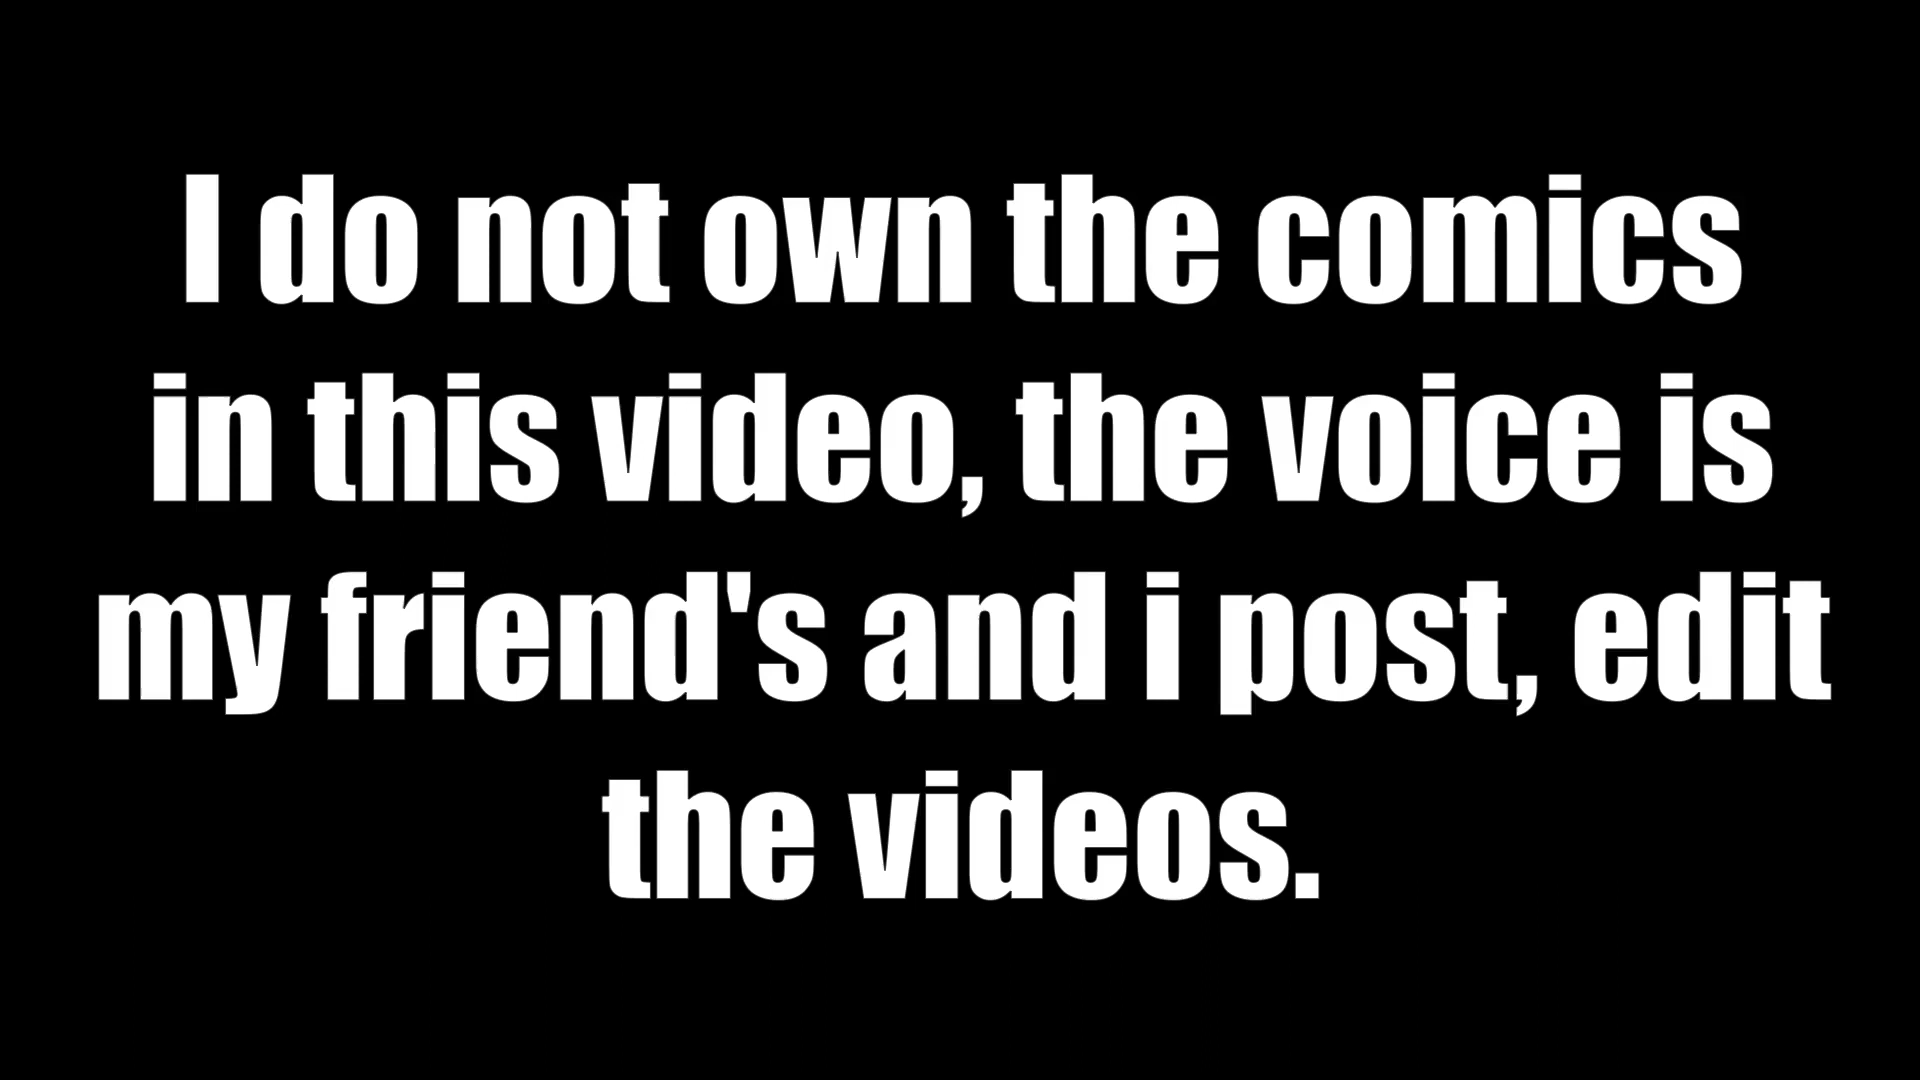 I do not own the comics
in this video, the voice is
my friend's and i post, edit
the videos.